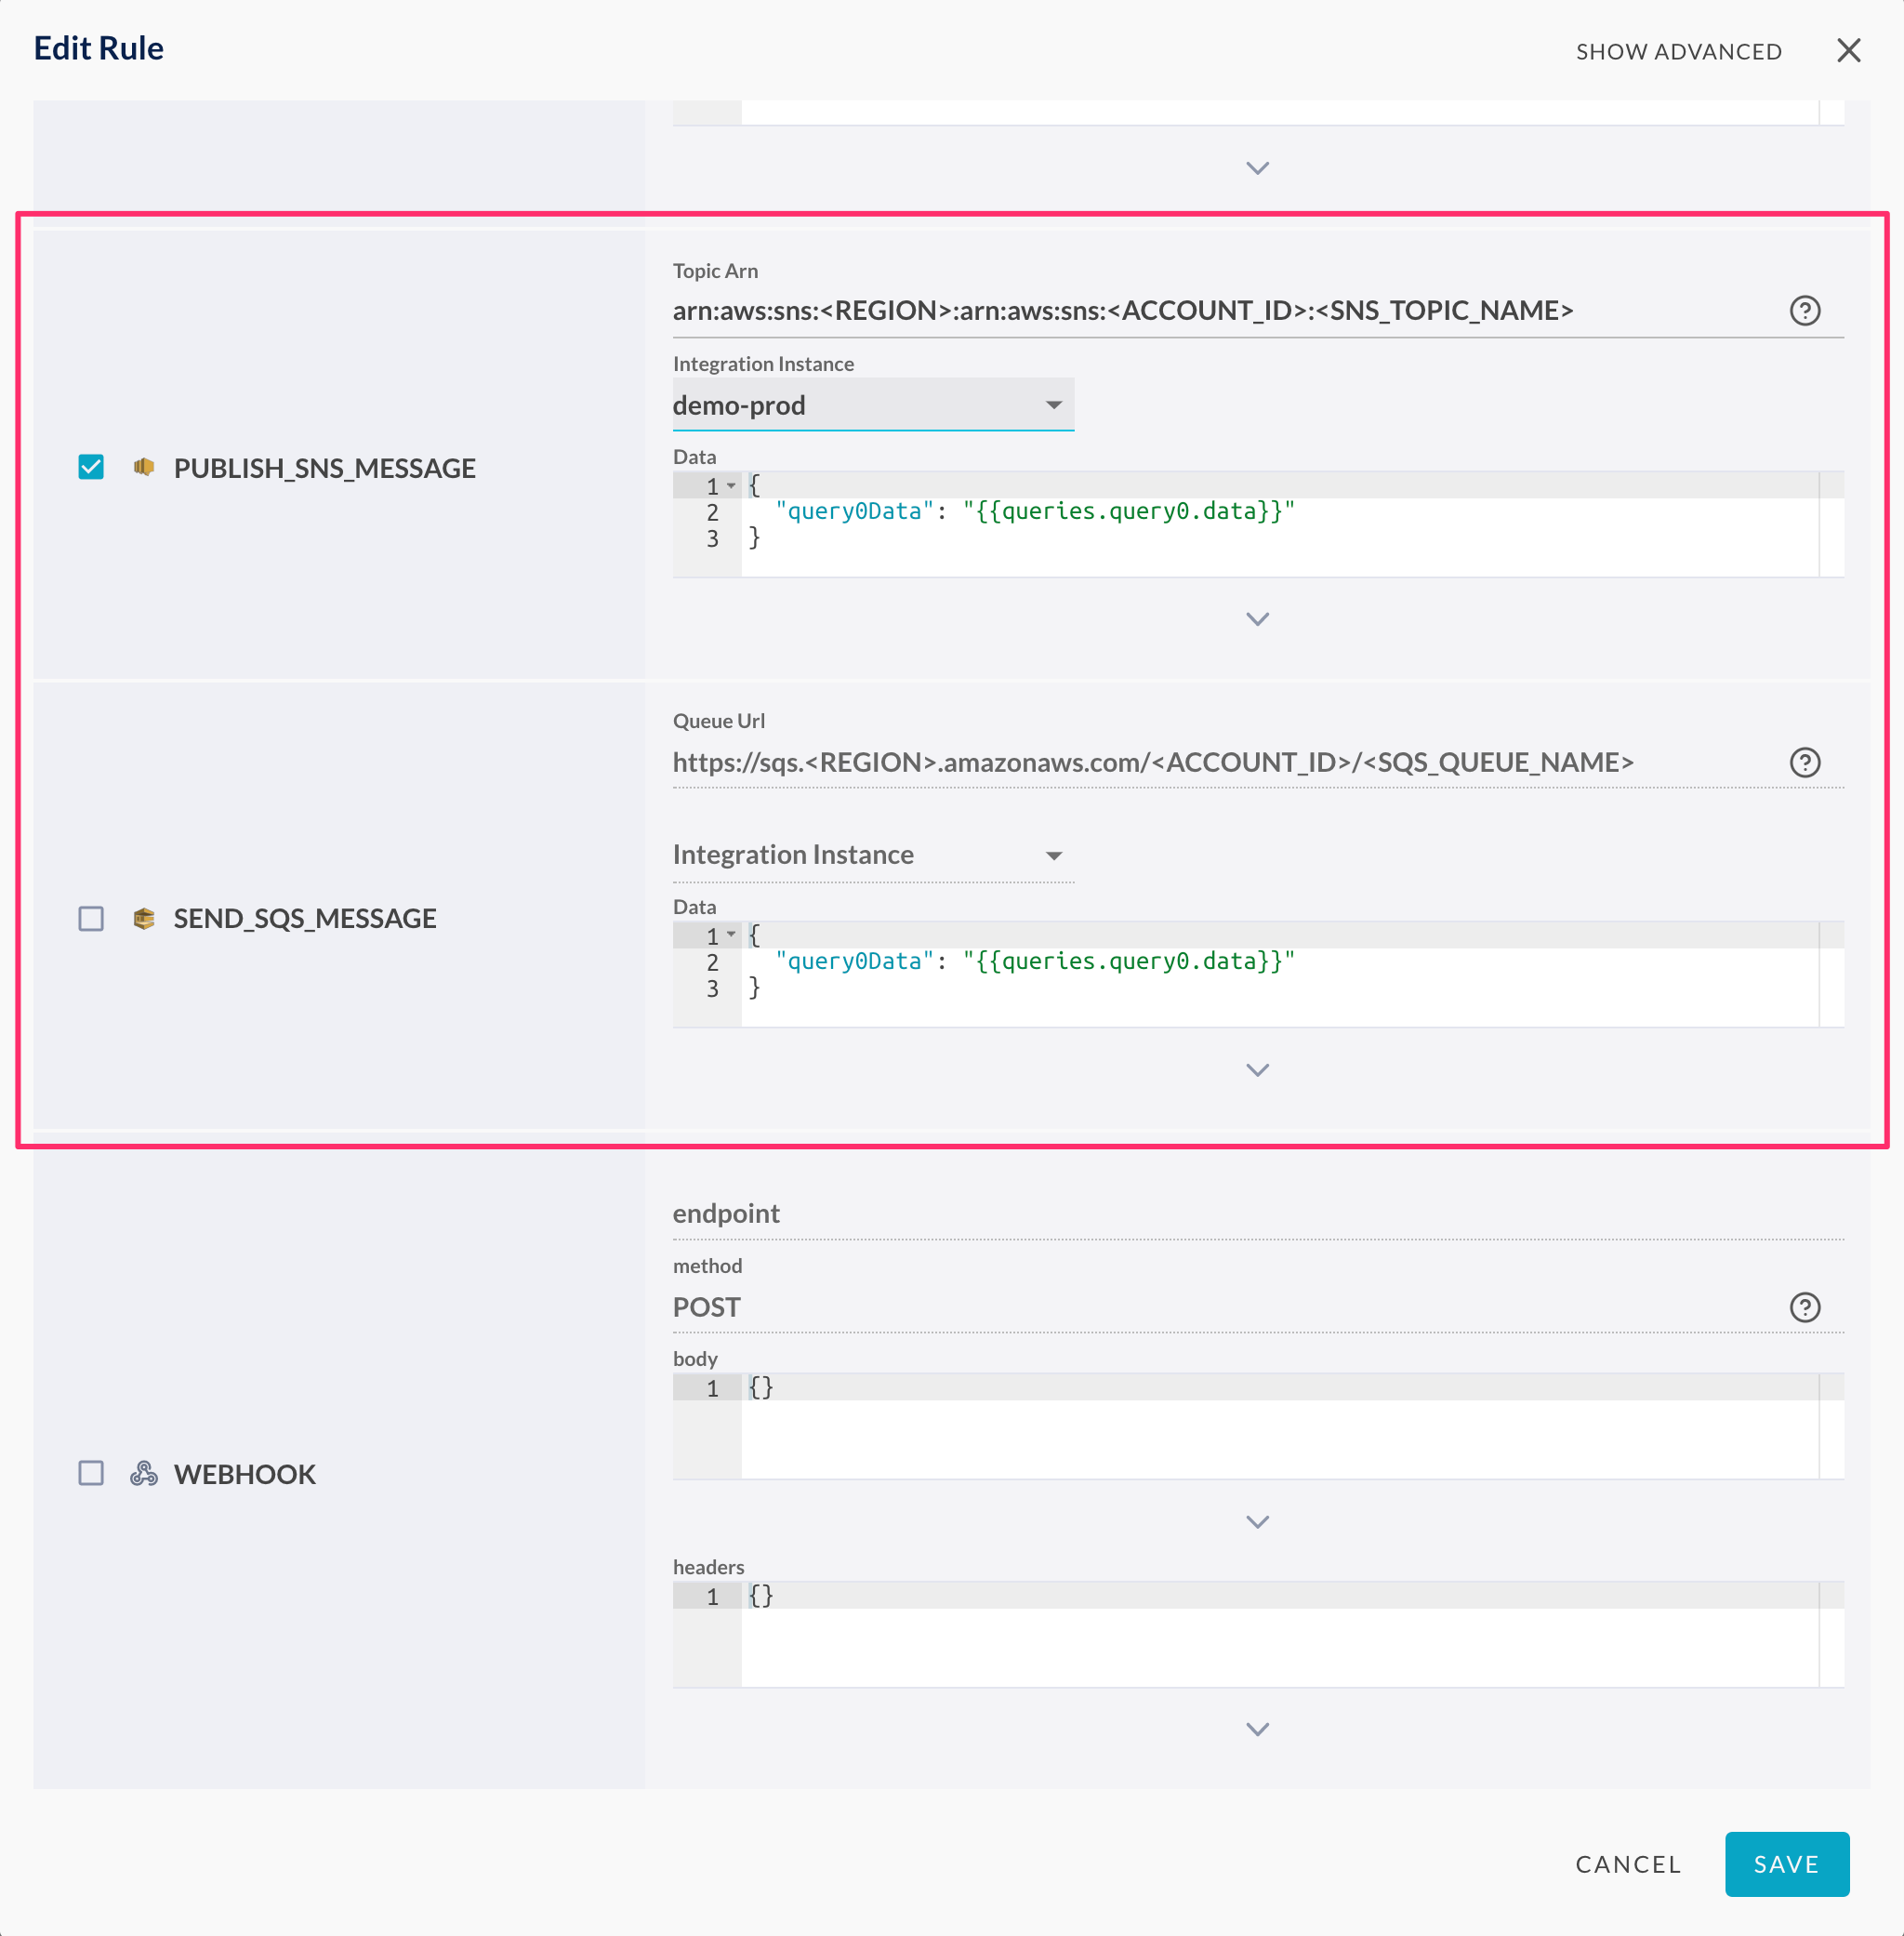 Edit Rule
SHOW ADVANCED
Topic Arn
arn:aws:sns:<REGION>:arn:aws:sns:<ACCOUNT_ID>:<SNS_TOPIC_NAME>
Integration Instance
demo-prod
PUBLISH_SNS_MESSAGE
Data
1 {
2 "query0Data": "{{queries.query0.data}}"
3 }
Queue Url
https://sqs.<REGION>.amazonaws.com/<ACCOUNT_ID>/<SQS_QUEUE_NAME>
Integration Instance
SEND_SQS_MESSAGE
Data
1 {
2 "query0Data": "{{queries.query0.data}}"
3 }
endpoint
method
POST
body
1 {}
WEBHOOK
headers
1 {}
CANCEL
SAVE